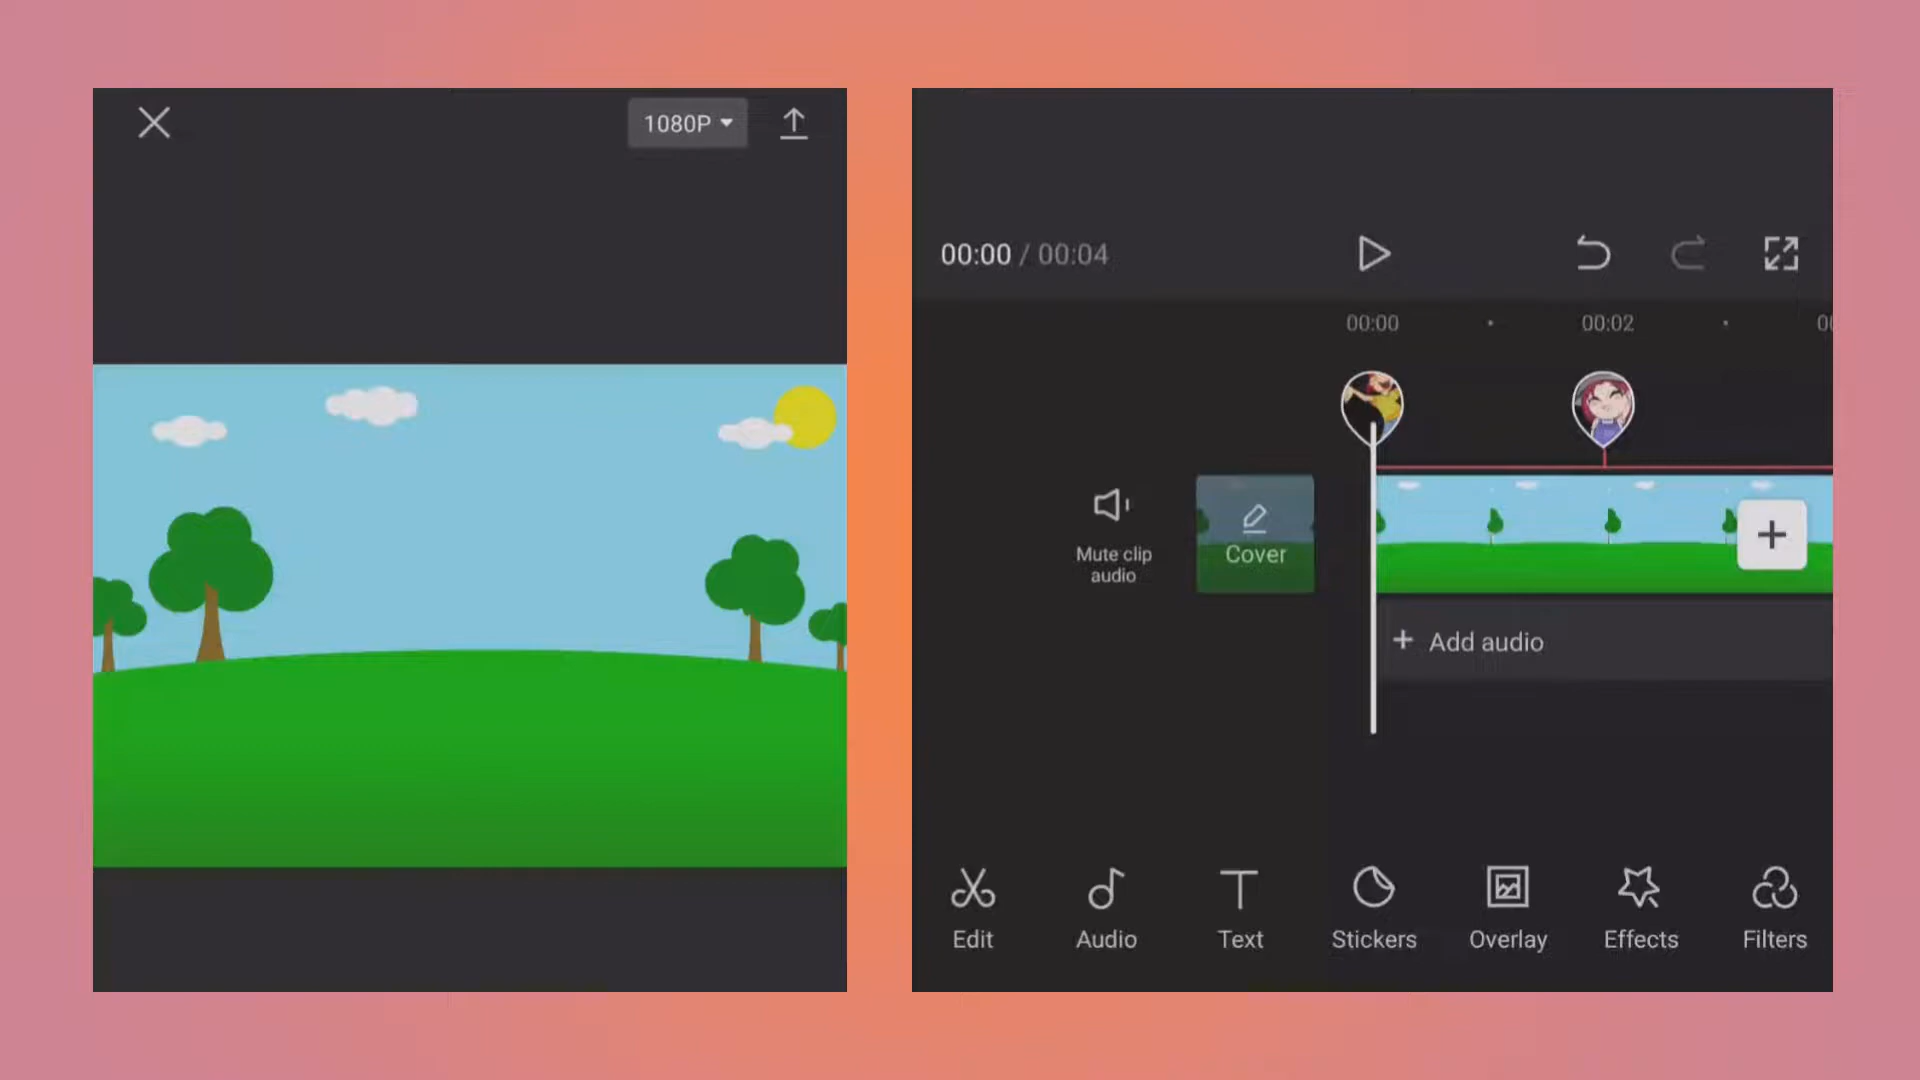 1080P
00:00 / 00:04
00:00
00:02
Mute clip
audio
Cover
Add audio
Edit
Audio
Text
Stickers
Overlay
Effects
Filters